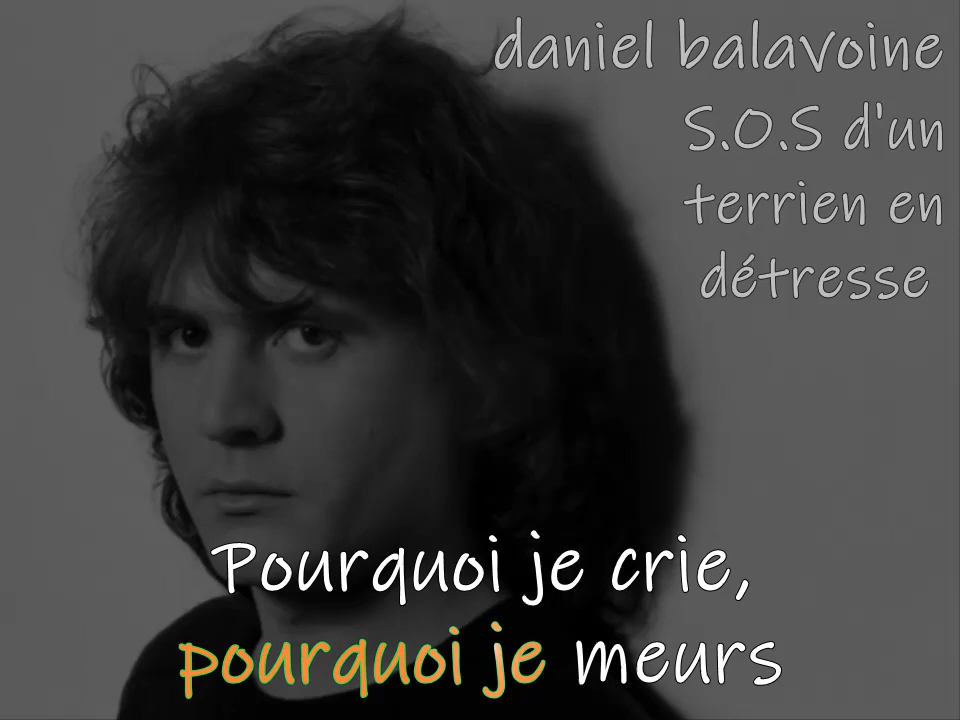 daniel balavoine
S.O.S d'un
terrien en
détresse
Pourquoi je crie,
pourquoi je meurs